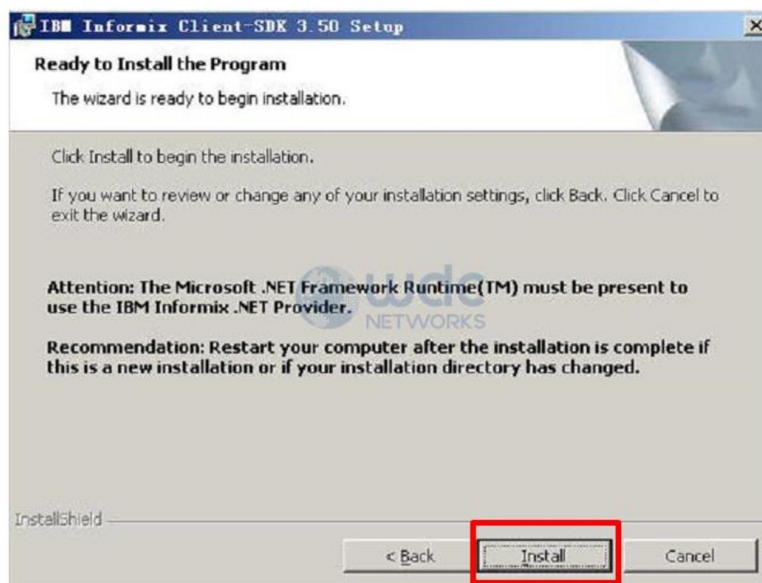 IBM Informix Client-SDK 3.50 Setup
Ready to Install the Program
The wizard is ready to begin installation.
Click Install to begin the installation.
If you want to review or change any of your installation settings, click Back. Click Cancel to
exit the wizard.
Attention: The Microsoft .NET Framework Runtime(TM) must be present to
use the IBM Informix .NET Provider.
wdc
NETWORKS
Recommendation: Restart your computer after the installation is complete if
this is a new installation or if your installation directory has changed.
InstallShield
< Back
Install
Cancel